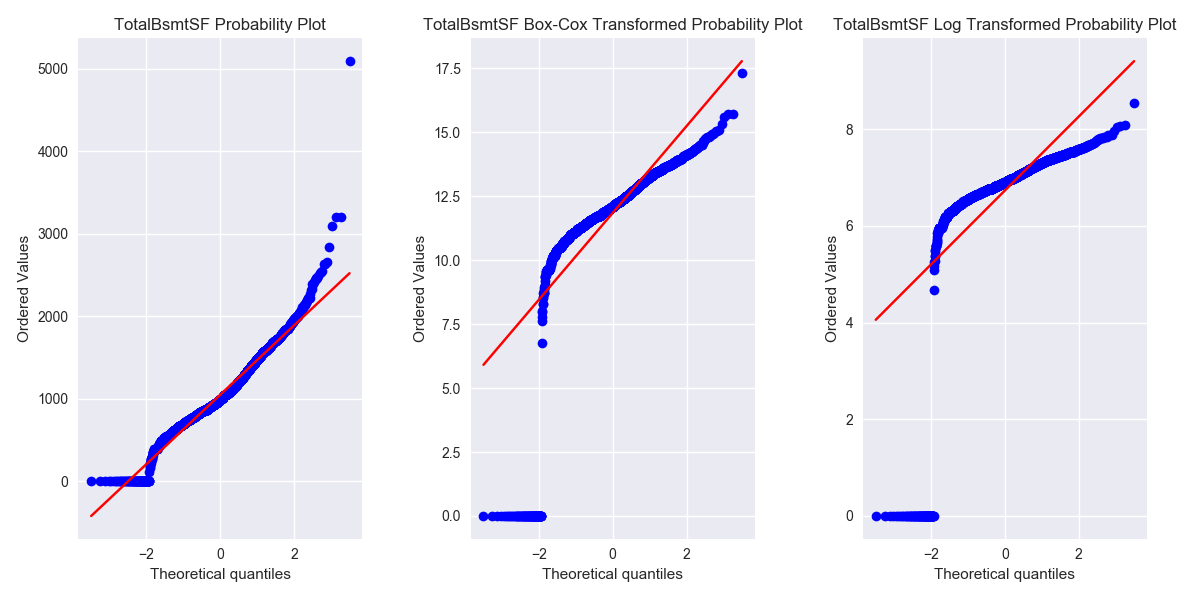 TotalBsmtSF Probability Plot
5000
4000
3000
2000
1000
0
−2 0 2
Ordered Values
Theoretical quantiles
TotalBsmtSF Box-Cox Transformed Probability Plot
17.5
15.0
12.5
10.0
7.5
5.0
2.5
0.0
−2 0 2
Ordered Values
Theoretical quantiles
TotalBsmtSF Log Transformed Probability Plot
8
6
4
2
0
−2 0 2
Ordered Values
Theoretical quantiles